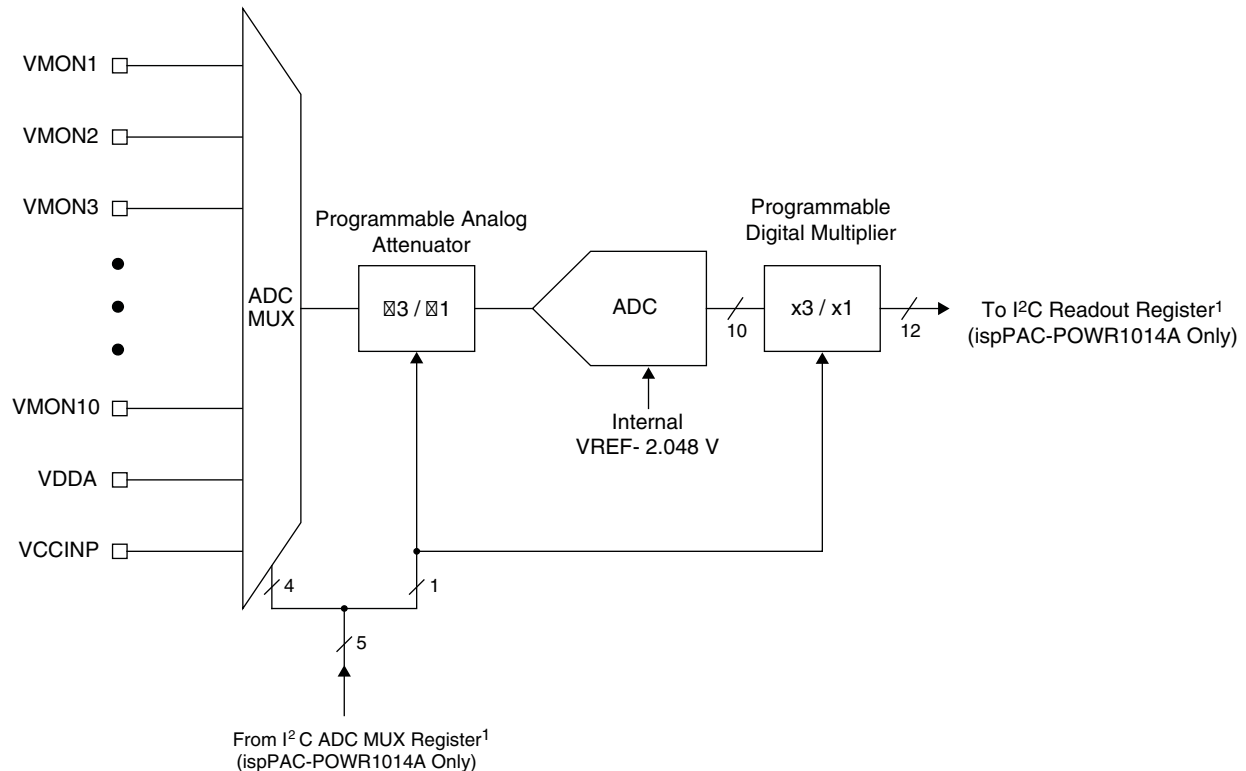 VMON1
VMON2
VMON3
VMON10
VDDA
VCCINP
ADC
MUX
Programmable Analog
Attenuator
3 / 1
ADC
Internal
VREF- 2.048 V
10
Programmable
Digital Multiplier
x3 / x1
12
To I²C Readout Register¹
(ispPAC-POWR1014A Only)
4
1
5
From I² C ADC MUX Register¹
(ispPAC-POWR1014A Only)